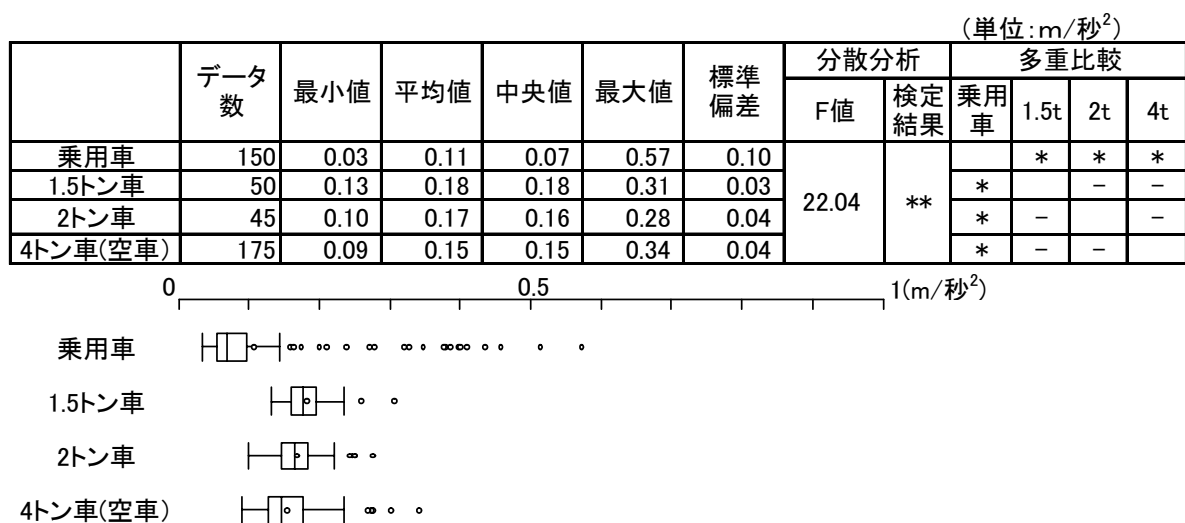 (単位:m/秒²)
データ数 最小値 平均値 中央値 最大値 標準偏差 分散分析 多重比較
F値 検定結果 乗用車 1.5t 2t 4t
乗用車 150 0.03 0.11 0.07 0.57 0.10 22.04 ** * * *
1.5トン車 50 0.13 0.18 0.18 0.31 0.03 * − −
2トン車 45 0.10 0.17 0.16 0.28 0.04 * − −
4トン車(空車) 175 0.09 0.15 0.15 0.34 0.04 * − −
0 0.5 1(m/秒²)
乗用車
1.5トン車
2トン車
4トン車(空車)